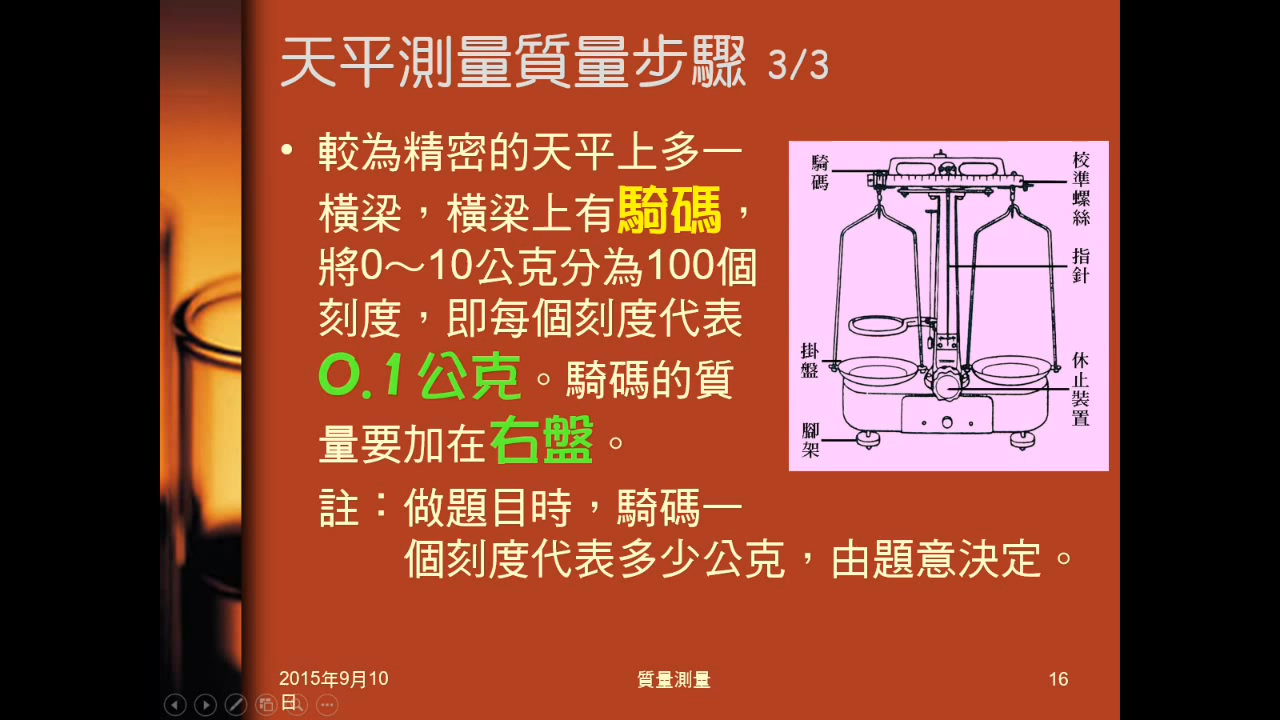 天平測量質量步驟 3/3
• 較為精密的天平上多一
橫梁，橫梁上有騎碼，
將0～10公克分為100個
刻度，即每個刻度代表
0.1公克。騎碼的質
量要加在右盤。
註：做題目時，騎碼一
個刻度代表多少公克，由題意決定。
騎碼
校準螺絲
指針
掛盤
休止裝置
腳架
2015年9月10
日
質量測量
16